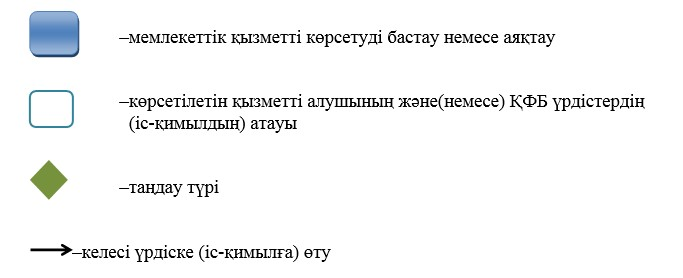 –мемлекеттік қызметті көрсетуді бастау немесе аяқтау
–көрсетілетін қызметті алушының және(немесе) ҚФБ үрдістердің
(іс-қимылдың) атауы
–таңдау түрі
–келесі үрдіске (іс-қимылға) өту